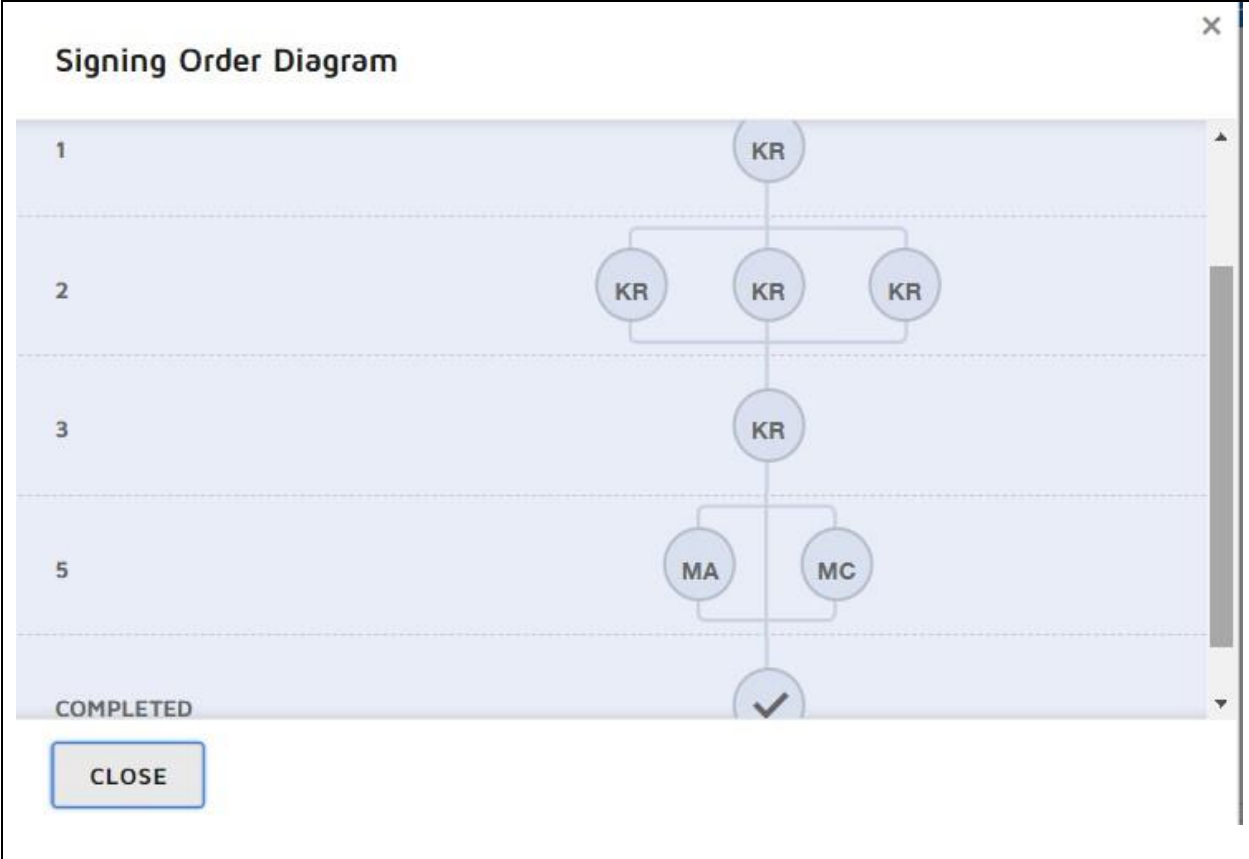 ×
Signing Order Diagram
1 KR
2 KR KR KR
3 KR
5 MA MC
COMPLETED
CLOSE